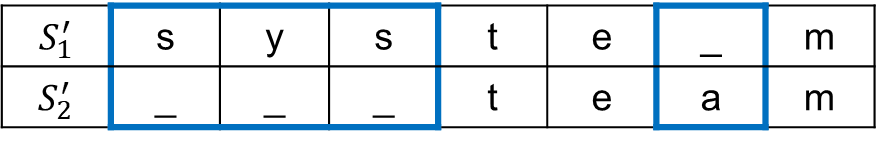 S′₁ s y s t e _ m
S′₂ _ _ _ t e a m